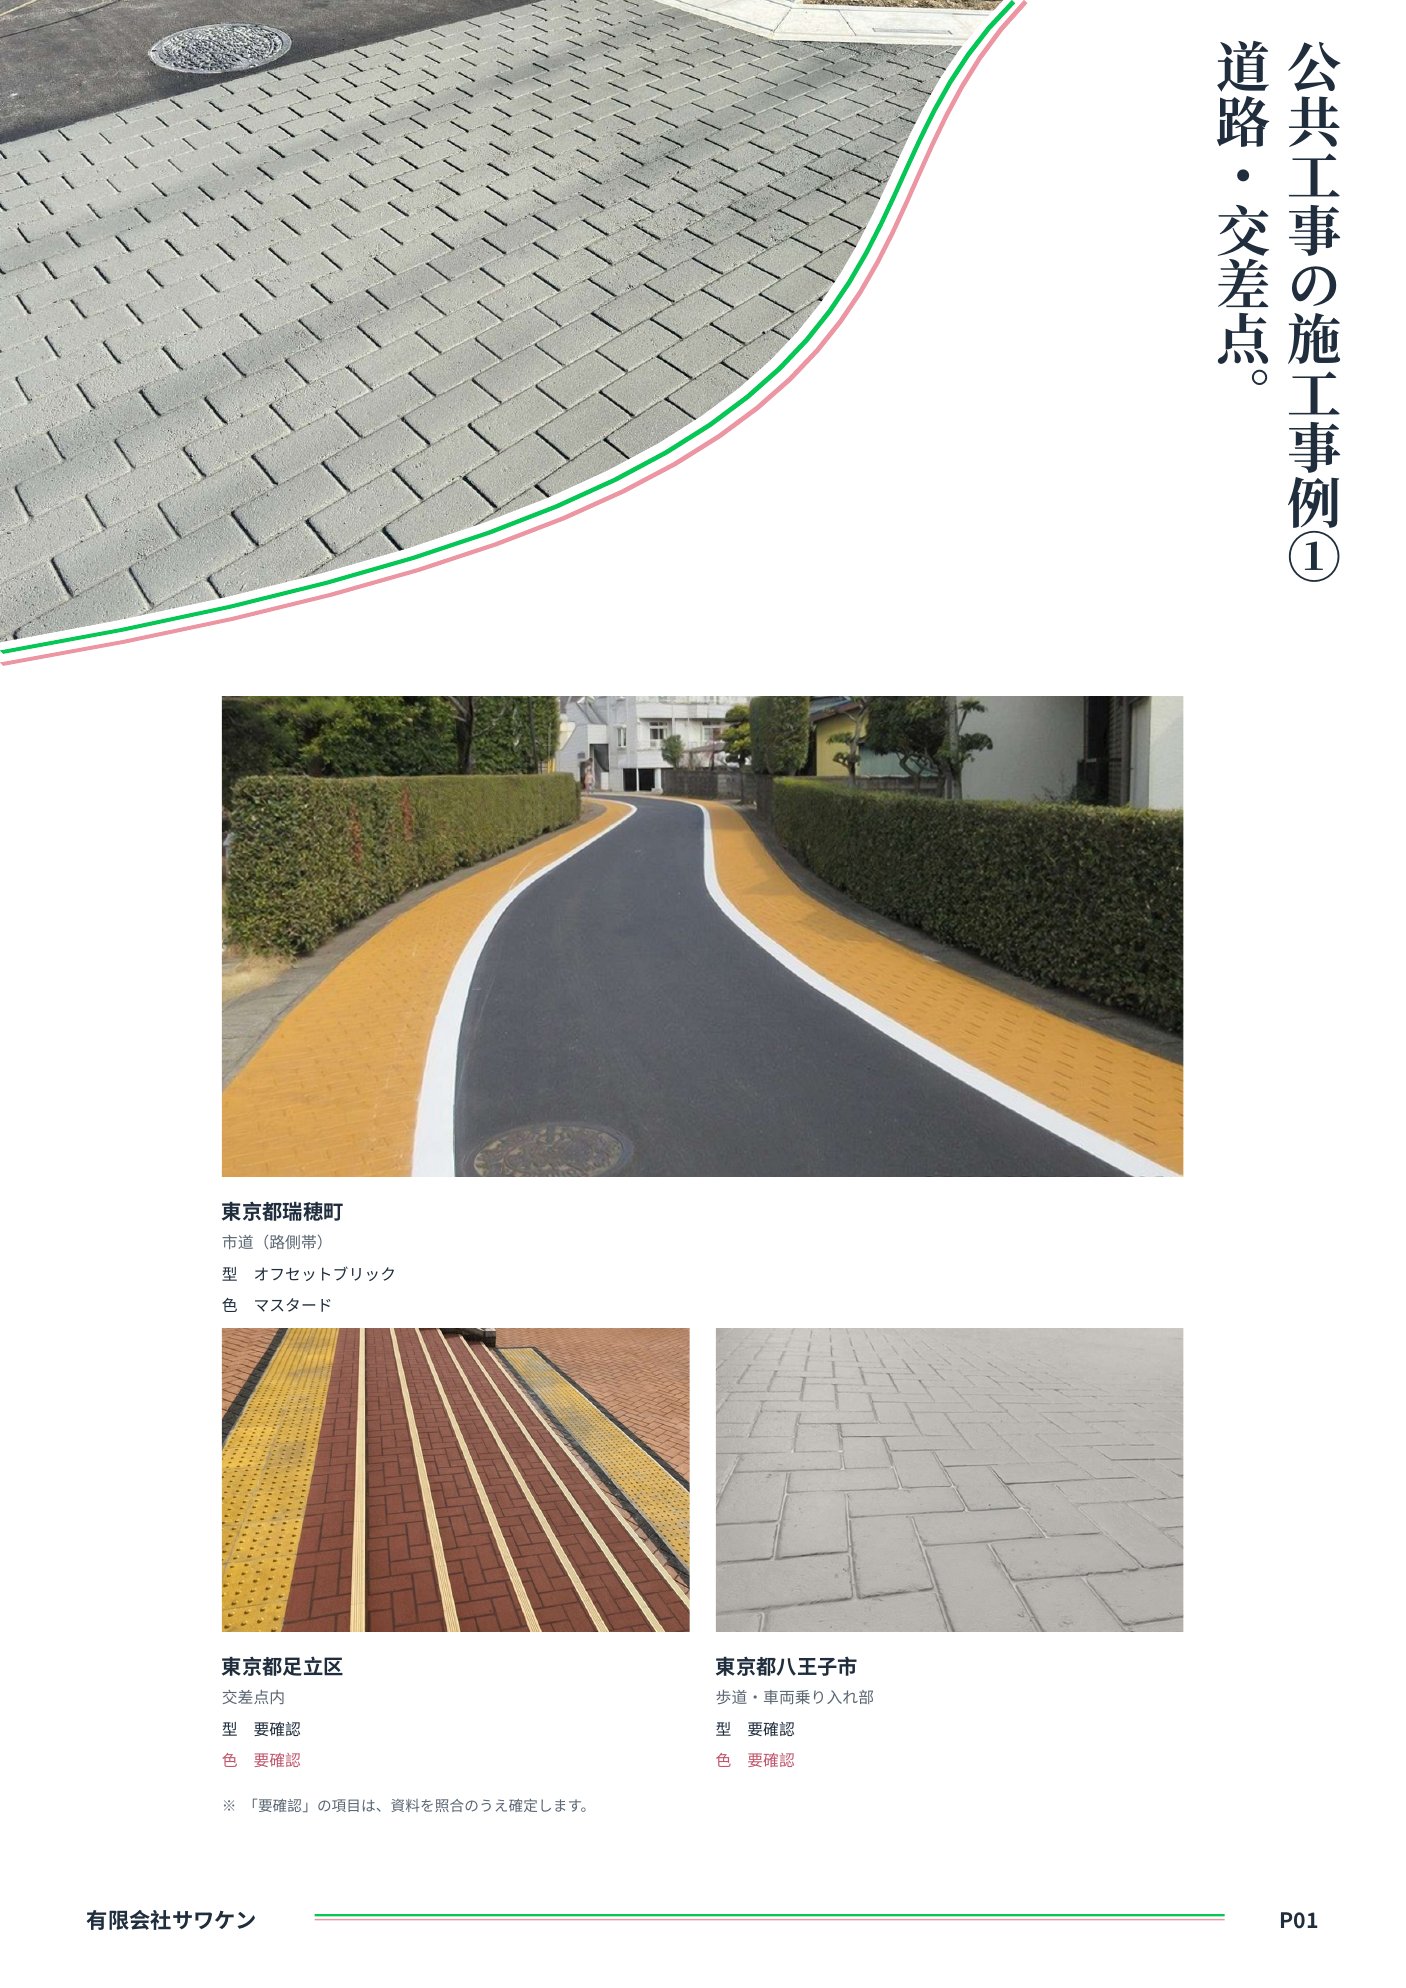 公共工事の施工事例①
道路・交差点。
東京都瑞穂町
市道（路側帯）
型　オフセットブリック
色　マスタード
東京都足立区
交差点内
型　要確認
色　要確認
東京都八王子市
歩道・車両乗り入れ部
型　要確認
色　要確認
※ 「要確認」の項目は、資料を照合のうえ確定します。
有限会社サワケン
P01